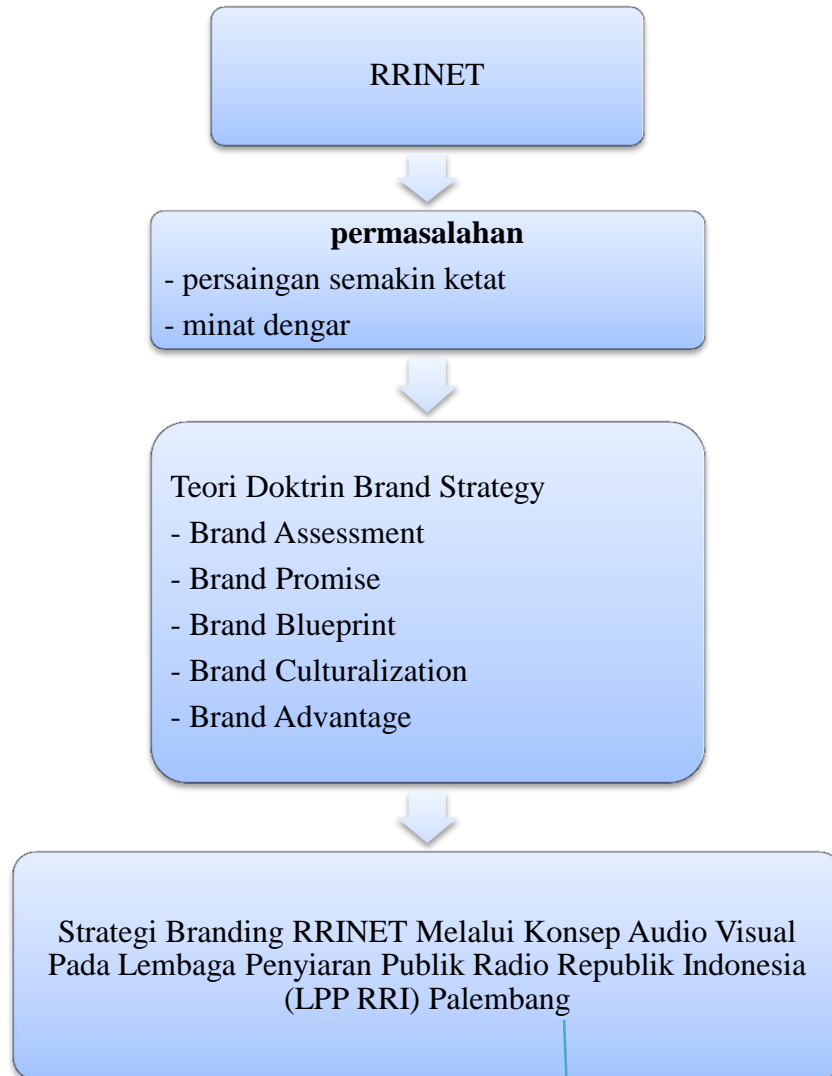 RRINET
permasalahan
- persaingan semakin ketat
- minat dengar
Teori Doktrin Brand Strategy
- Brand Assessment
- Brand Promise
- Brand Blueprint
- Brand Culturalization
- Brand Advantage
Strategi Branding RRINET Melalui Konsep Audio Visual
Pada Lembaga Penyiaran Publik Radio Republik Indonesia
(LPP RRI) Palembang